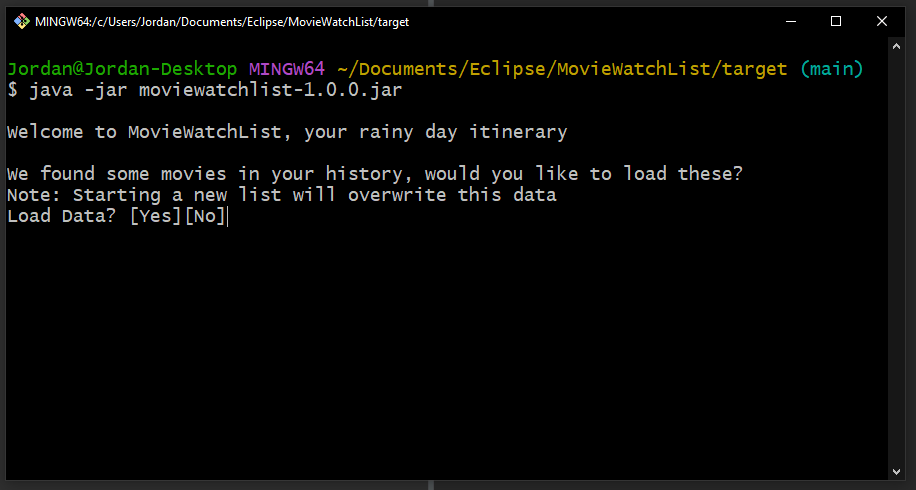 MINGW64:/c/Users/Jordan/Documents/Eclipse/MovieWatchList/target
Jordan@Jordan-Desktop MINGW64 ~/Documents/Eclipse/MovieWatchList/target (main)
$ java -jar moviewatchlist-1.0.0.jar
Welcome to MovieWatchList, your rainy day itinerary
We found some movies in your history, would you like to load these?
Note: Starting a new list will overwrite this data
Load Data? [Yes][No]